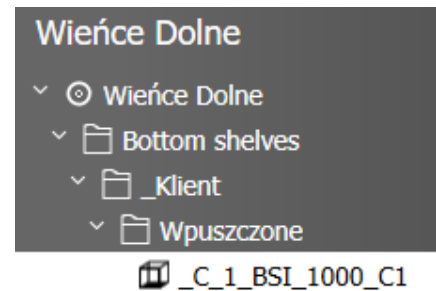 Wieńce Dolne
Wieńce Dolne
Bottom shelves
_Klient
Wpuszczone
_C_1_BSI_1000_C1